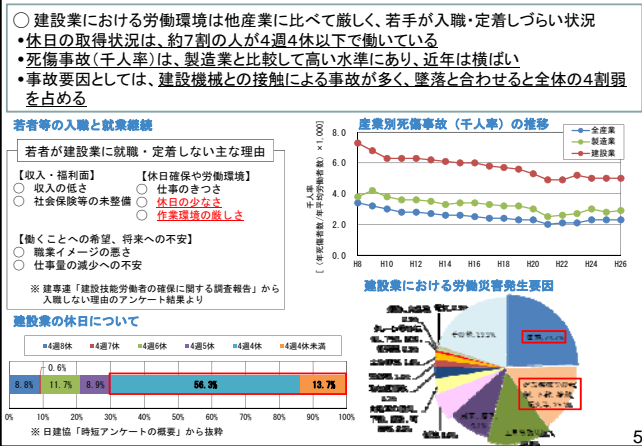 ○ 建設業における労働環境は他産業に比べて厳しく、若手が入職・定着しづらい状況
•休日の取得状況は、約7割の人が4週4休以下で働いている
•死傷事故(千人率)は、製造業と比較して高い水準にあり、近年は横ばい
•事故要因としては、建設機械との接触による事故が多く、墜落と合わせると全体の4割弱
を占める
若者等の入職と就業継続
若者が建設業に就職・定着しない主な理由
【収入・福利面】
○ 収入の低さ
○ 社会保険等の未整備
【休日確保や労働環境】
○ 仕事のきつさ
○ 休日の少なさ
○ 作業環境の厳しさ
【働くことへの希望、将来への不安】
○ 職業イメージの悪さ
○ 仕事量の減少への不安
※ 建専連「建設技能労働者の確保に関する調査報告」から
入職しない理由のアンケート結果より
産業別死傷事故(千人率)の推移
千人率
[(年死傷者数/年平均労働者数)×1,000]
8.0
6.0
4.0
2.0
0.0
H8 H10 H12 H14 H16 H18 H20 H22 H24 H26
全産業
製造業
建設業
建設業の休日について
4週8休 4週7休 4週6休 4週5休 4週4休 4週4休未満
0.6%
8.8% 11.7% 8.9% 56.3% 13.7%
0% 10% 20% 30% 40% 50% 60% 70% 80% 90% 100%
※ 日建協「時短アンケートの概要」から抜粋
建設業における労働災害発生要因
5